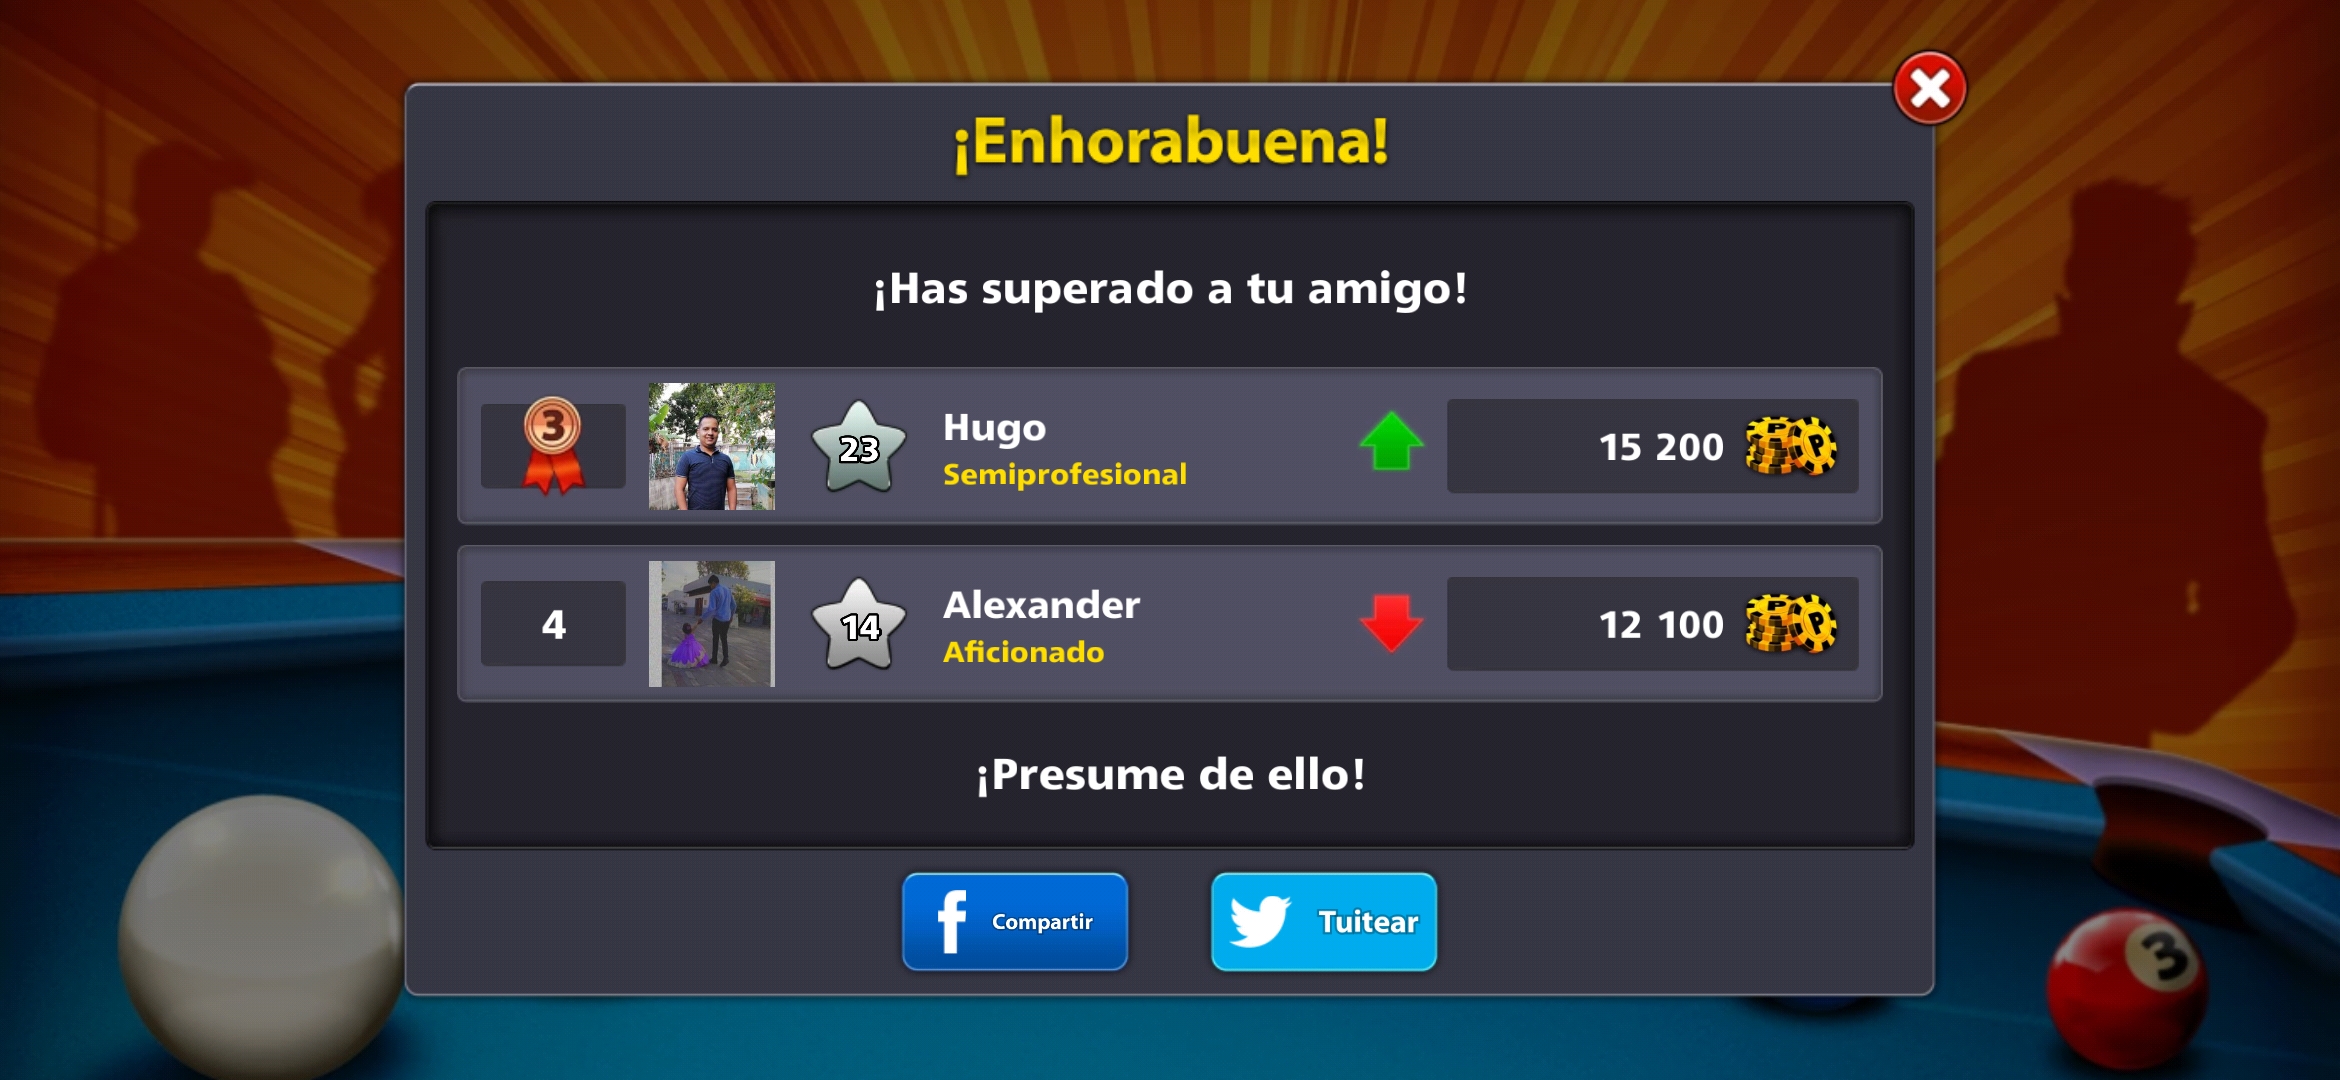 ¡Enhorabuena!
¡Has superado a tu amigo!
3
23
Hugo
Semiprofesional
15 200
4
14
Alexander
Aficionado
12 100
¡Presume de ello!
Compartir
Tuitear
3